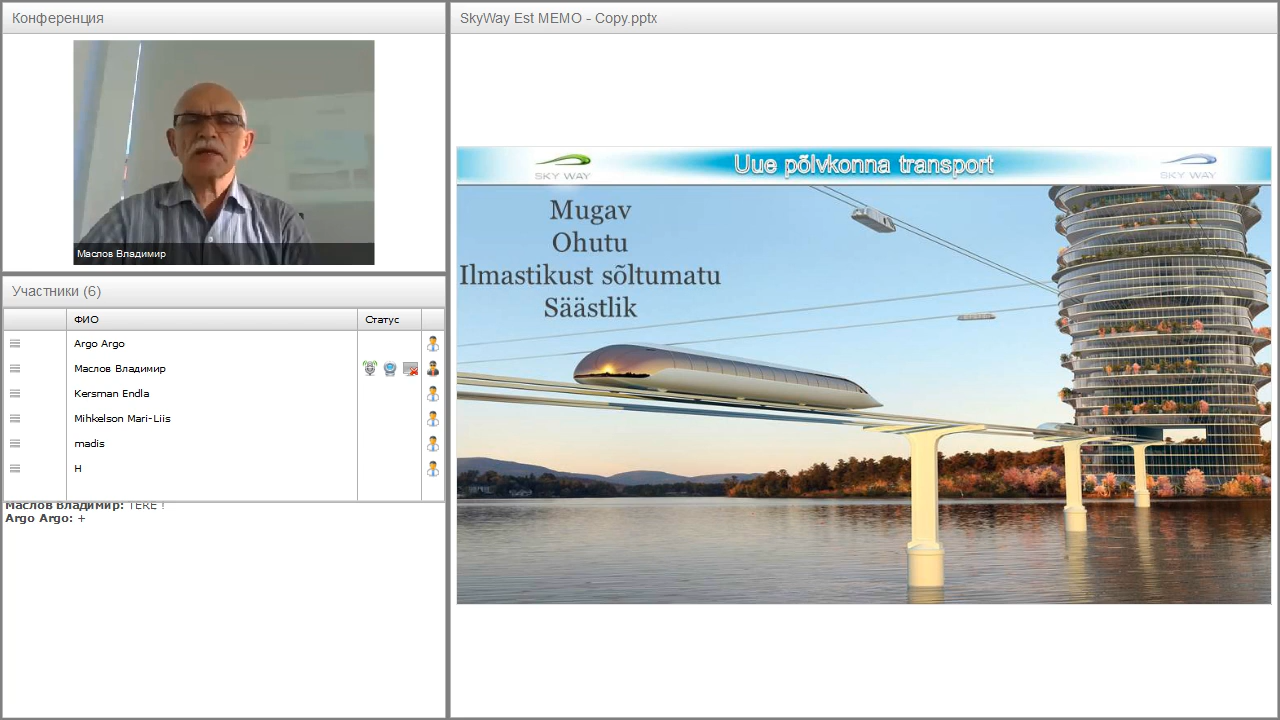 Конференция
Маслов Владимир
Участники (6)
ФИО
Статус
Argo Argo
Маслов Владимир
Kersman Endla
Mihkelson Mari-Liis
madis
H
Маслов Владимир: TERE !
Argo Argo: +
SkyWay Est MEMO - Copy.pptx
SKY WAY
Uue põlvkonna transport
SKY WAY
Mugav
Ohutu
Ilmastikust sõltumatu
Säästlik